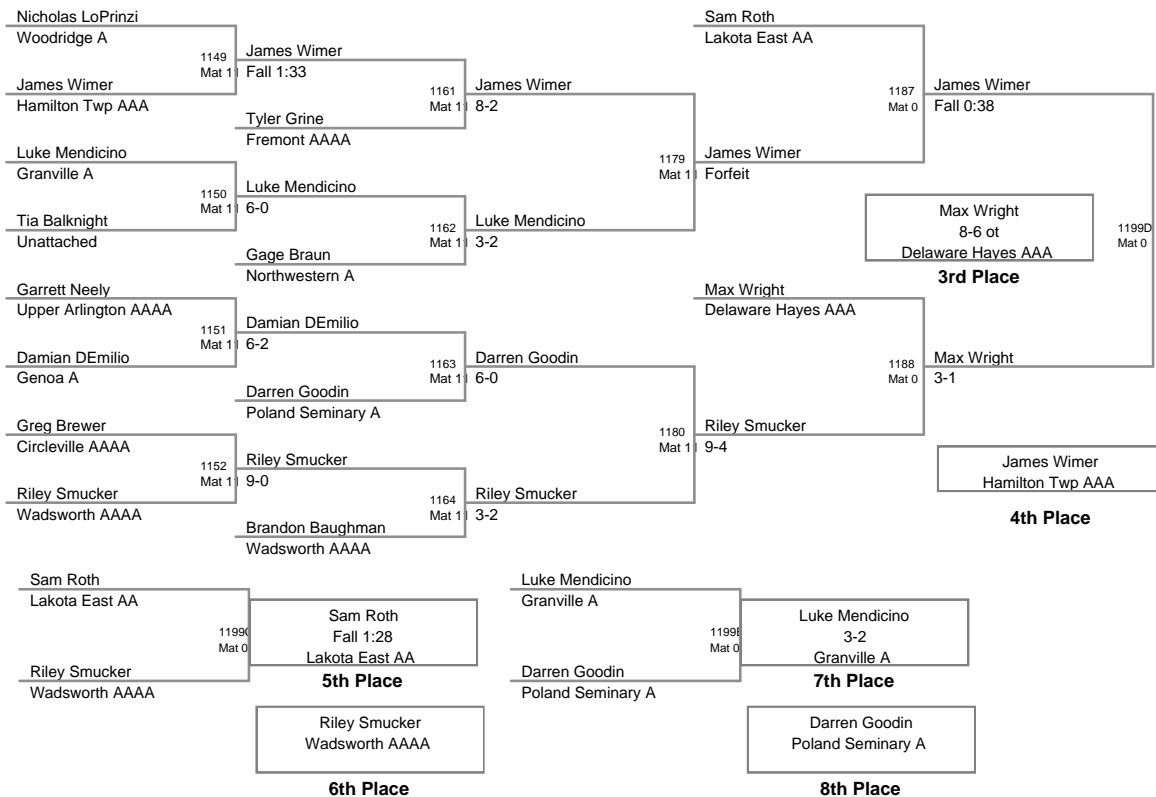 Nicholas LoPrinzi
Woodridge A
1149
Mat 11
James Wimer
Fall 1:33
James Wimer
Hamilton Twp AAA
1161
Mat 11
James Wimer
8-2
Tyler Grine
Fremont AAAA
Luke Mendicino
Granville A
1150
Mat 11
Luke Mendicino
6-0
Tia Balknight
Unattached
1162
Mat 11
Luke Mendicino
3-2
Gage Braun
Northwestern A
1179
Mat 11
James Wimer
Forfeit
Sam Roth
Lakota East AA
1187
Mat 0
James Wimer
Fall 0:38
Max Wright
8-6 ot
Delaware Hayes AAA
3rd Place
1199D
Mat 0
Garrett Neely
Upper Arlington AAAA
1151
Mat 11
Damian DEmilio
6-2
Damian DEmilio
Genoa A
1163
Mat 11
Darren Goodin
6-0
Darren Goodin
Poland Seminary A
Greg Brewer
Circleville AAAA
1152
Mat 11
Riley Smucker
9-0
Riley Smucker
Wadsworth AAAA
1164
Mat 11
Riley Smucker
3-2
Brandon Baughman
Wadsworth AAAA
1180
Mat 11
Riley Smucker
9-4
Max Wright
Delaware Hayes AAA
1188
Mat 0
Max Wright
3-1
James Wimer
Hamilton Twp AAA
4th Place
Sam Roth
Lakota East AA
Mat 0
Riley Smucker
Wadsworth AAAA
Sam Roth
Fall 1:28
Lakota East AA
5th Place
Riley Smucker
Wadsworth AAAA
6th Place
Luke Mendicino
Granville A
Mat 0
Darren Goodin
Poland Seminary A
Luke Mendicino
3-2
Granville A
7th Place
Darren Goodin
Poland Seminary A
8th Place